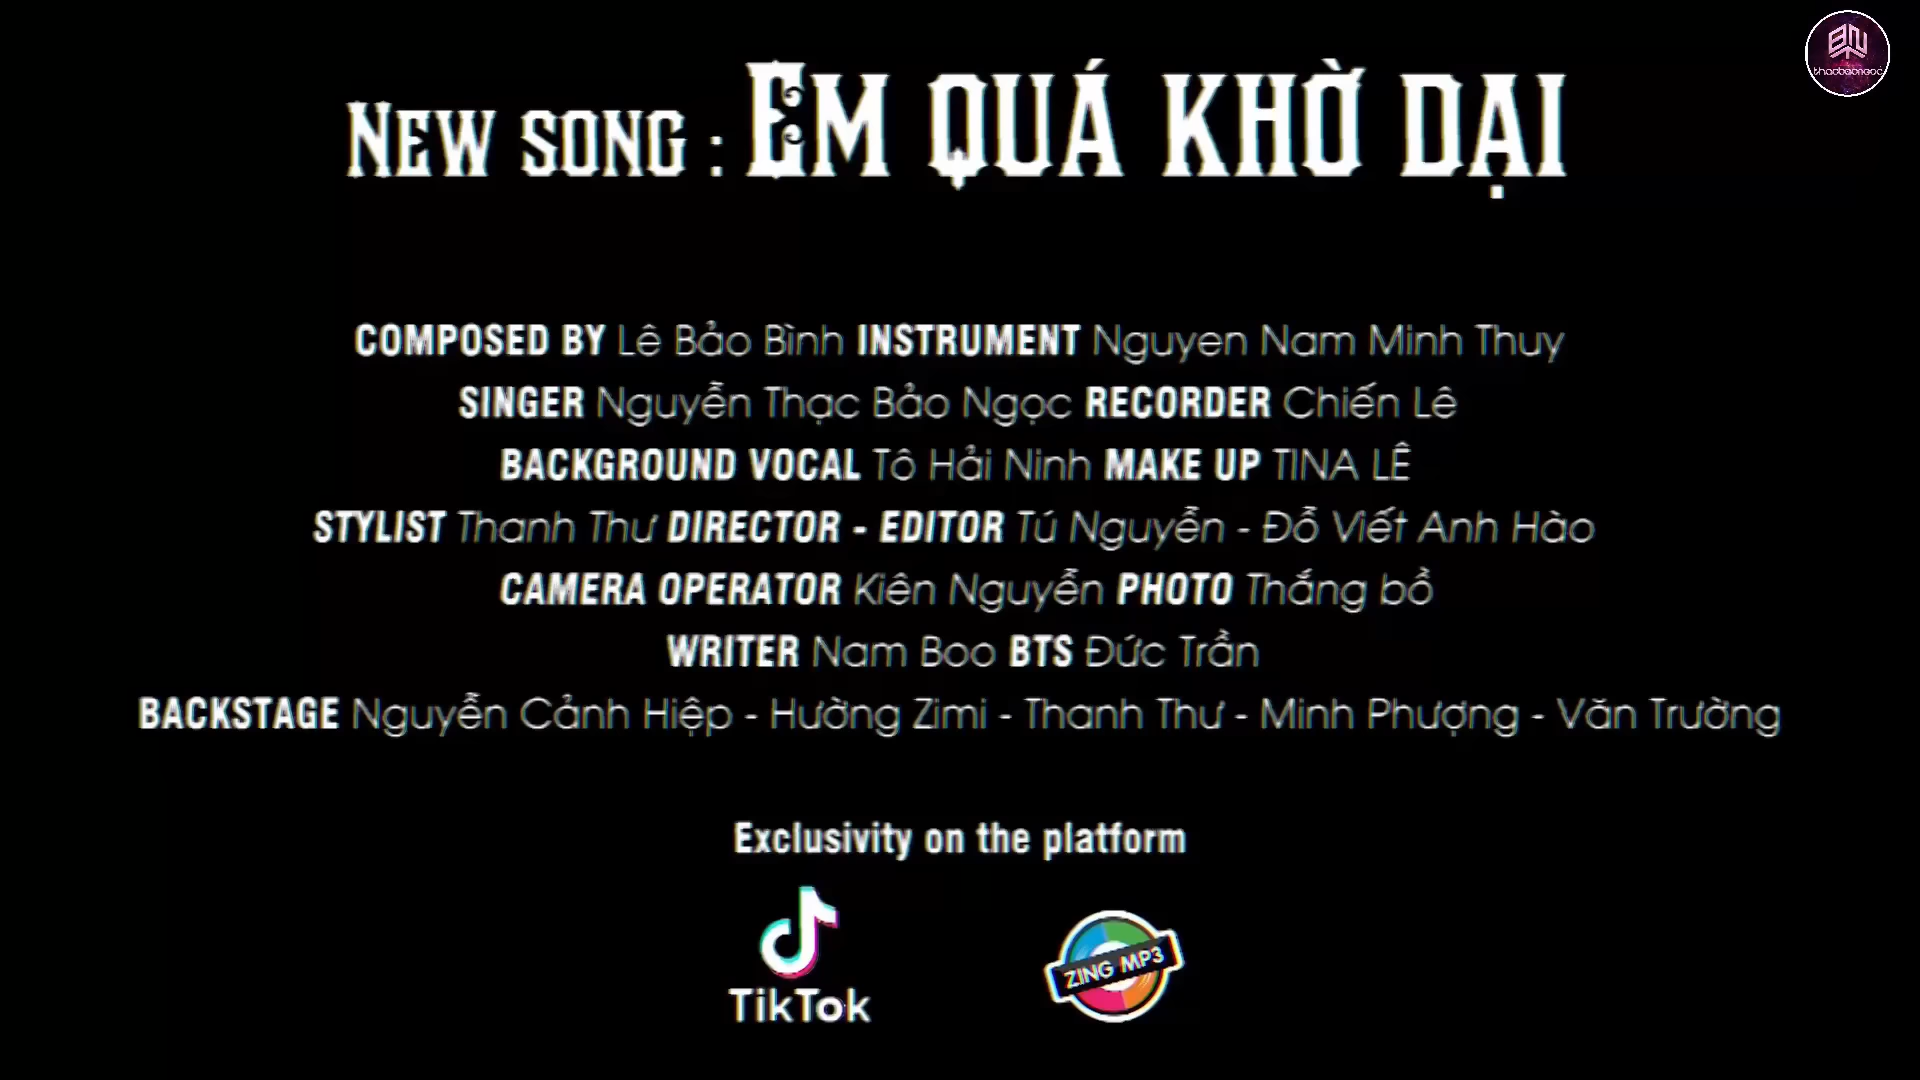 thacbaongoc
New song : Em quá khờ dại
COMPOSED BY Lê Bảo Bình INSTRUMENT Nguyen Nam Minh Thuy
SINGER Nguyễn Thạc Bảo Ngọc RECORDER Chiến Lê
BACKGROUND VOCAL Tô Hải Ninh MAKE UP TINA LÊ
STYLIST Thanh Thư DIRECTOR - EDITOR Tú Nguyễn - Đỗ Viết Anh Hào
CAMERA OPERATOR Kiên Nguyễn PHOTO Thắng bồ
WRITER Nam Boo BTS Đức Trần
BACKSTAGE Nguyễn Cảnh Hiệp - Hường Zimi - Thanh Thư - Minh Phượng - Văn Trường
Exclusivity on the platform
TikTok
ZING MP3